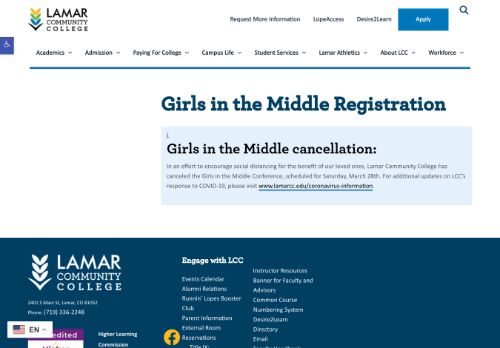 LAMAR
COMMUNITY
COLLEGE
Request More Information LopeAccess Desire2Learn Apply
Academics Admission Paying For College Campus Life Student Services Lamar Athletics About LCC Workforce
Girls in the Middle Registration
i
Girls in the Middle cancellation:
In an effort to encourage social distancing for the benefit of our loved ones, Lamar Community College has
canceled the Girls in the Middle Conference, scheduled for Saturday, March 28th. For additional updates on LCC's
response to COVID-19, please visit www.lamarcc.edu/coronavirus-information.
LAMAR
COMMUNITY
COLLEGE
2401 S Main St, Lamar, CO 81052
Phone: (719) 336-2248
Higher Learning
Commission
EN
Engage with LCC
Events Calendar
Alumni Relations
Runnin' Lopes Booster
Club
Parent Information
External Room
Reservations
Title IX
Instructor Resources
Banner for Faculty and
Advisors
Common Course
Numbering System
Desire2Learn
Directory
Email